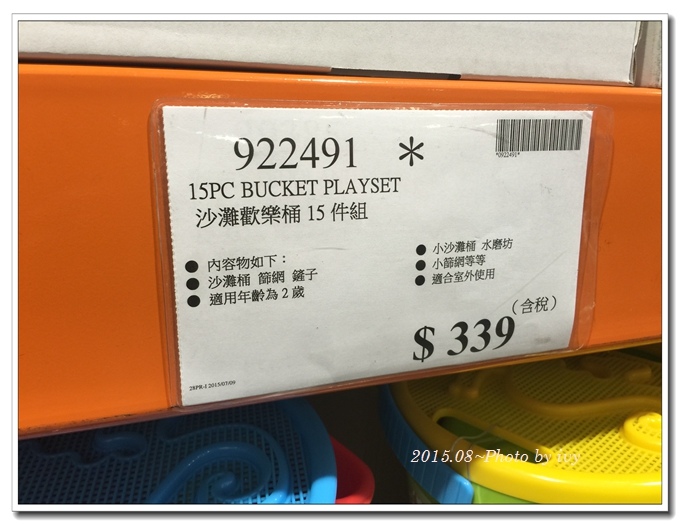 922491 *
*0922491*
15PC BUCKET PLAYSET
沙灘歡樂桶 15 件組
● 內容物如下：
● 沙灘桶 篩網 鏟子
● 適用年齡為 2 歲
● 小沙灘桶 水磨坊
● 小篩網等等
● 適合室外使用
（含稅）
$ 339
28PR-I 2015/07/09
2015.08~Photo by ivy